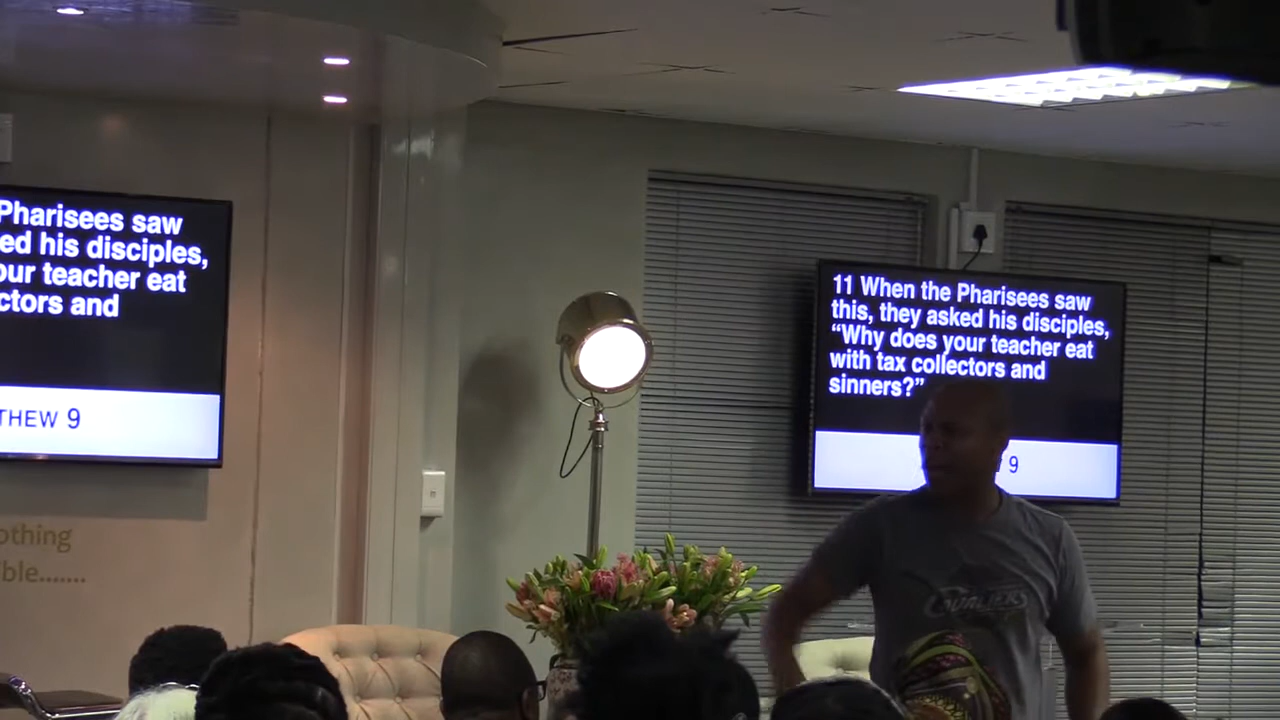 Pharisees saw
ed his disciples,
our teacher eat
ctors and
THEW 9
othing
ble.......
11 When the Pharisees saw
this, they asked his disciples,
“Why does your teacher eat
with tax collectors and
sinners?”
9
CAVALIERS